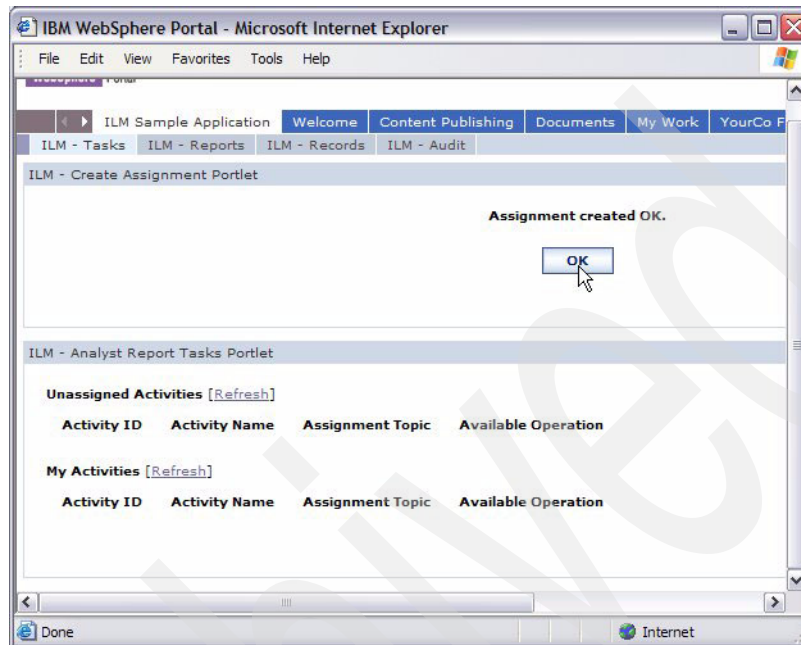 IBM WebSphere Portal - Microsoft Internet Explorer
File Edit View Favorites Tools Help
ILM Sample Application Welcome Content Publishing Documents My Work YourCo F
ILM - Tasks ILM - Reports ILM - Records ILM - Audit
ILM - Create Assignment Portlet
Assignment created OK.
OK
ILM - Analyst Report Tasks Portlet
Unassigned Activities [Refresh]
Activity ID Activity Name Assignment Topic Available Operation
My Activities [Refresh]
Activity ID Activity Name Assignment Topic Available Operation
Done Internet